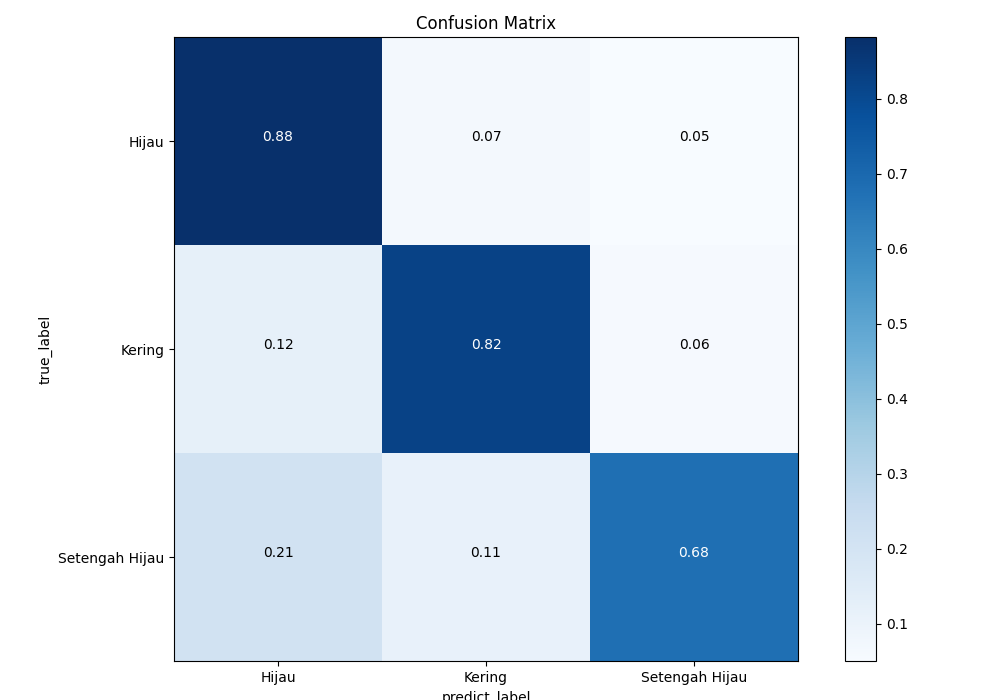 Confusion Matrix
Hijau
0.88
0.07
0.05
Kering
0.12
0.82
0.06
Setengah Hijau
0.21
0.11
0.68
true_label
Hijau
Kering
Setengah Hijau
predict_label
0.8
0.7
0.6
0.5
0.4
0.3
0.2
0.1